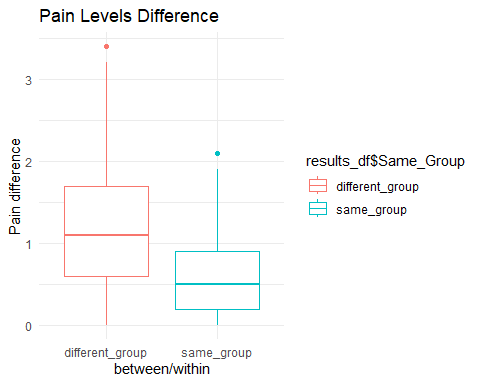 Pain Levels Difference
Pain difference
3
2
1
0
different_group
same_group
between/within
results_df$Same_Group
different_group
same_group